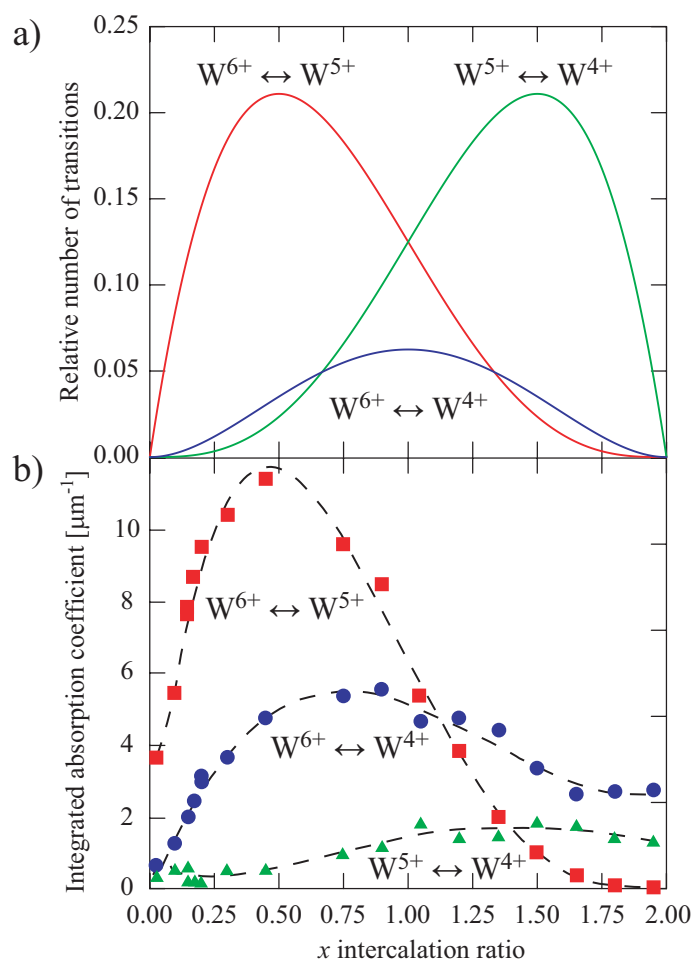 a)
0.25
W⁶⁺ ↔ W⁵⁺
W⁵⁺ ↔ W⁴⁺
0.20
0.15
0.10
0.05
0.00
Relative number of transitions
W⁶⁺ ↔ W⁴⁺
b)
10
8
6
4
2
0
Integrated absorption coefficient [µm⁻¹]
W⁶⁺ ↔ W⁵⁺
W⁶⁺ ↔ W⁴⁺
W⁵⁺ ↔ W⁴⁺
0.00 0.25 0.50 0.75 1.00 1.25 1.50 1.75 2.00
x intercalation ratio